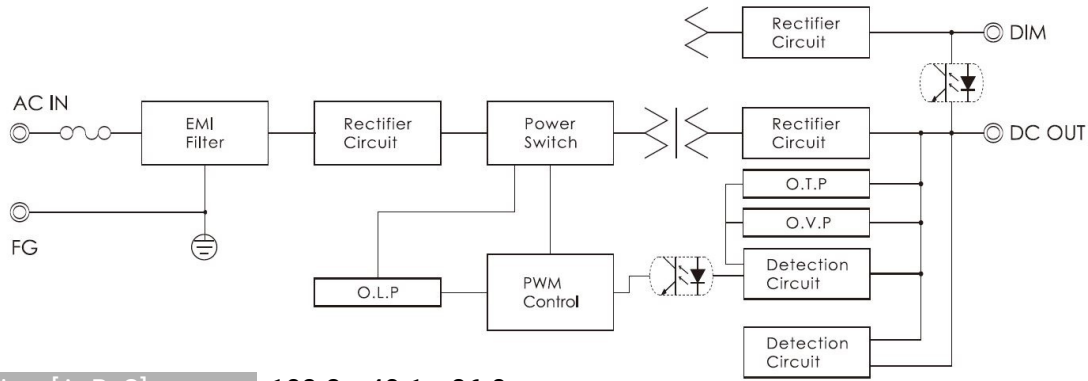 Rectifier
Circuit
DIM
AC IN
EMI
Filter
Rectifier
Circuit
Power
Switch
Rectifier
Circuit
DC OUT
O.T.P
O.V.P
FG
O.L.P
PWM
Control
Detection
Circuit
Detection
Circuit